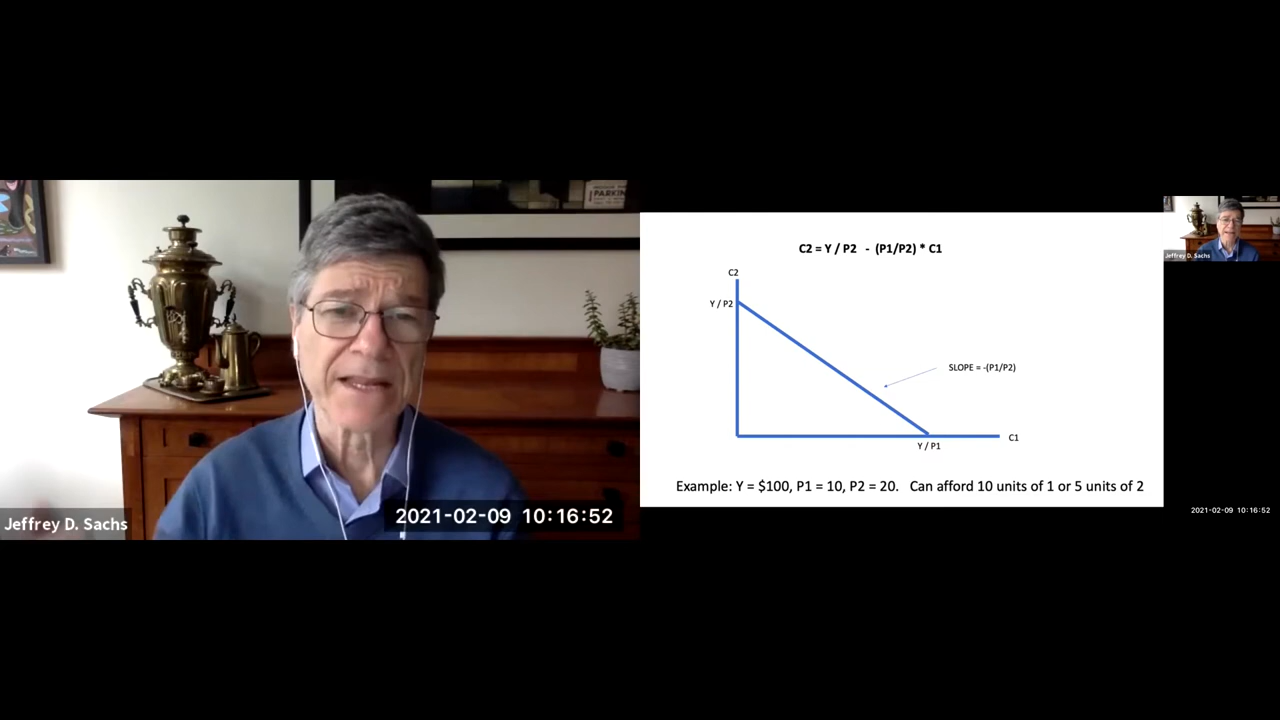 PARKIN
Jeffrey D. Sachs
2021-02-09 10:16:52
C2 = Y / P2 - (P1/P2) * C1
C2
Y / P2
SLOPE = -(P1/P2)
C1
Y / P1
Example: Y = $100, P1 = 10, P2 = 20. Can afford 10 units of 1 or 5 units of 2
Jeffrey D. Sachs
2021-02-09 10:16:52